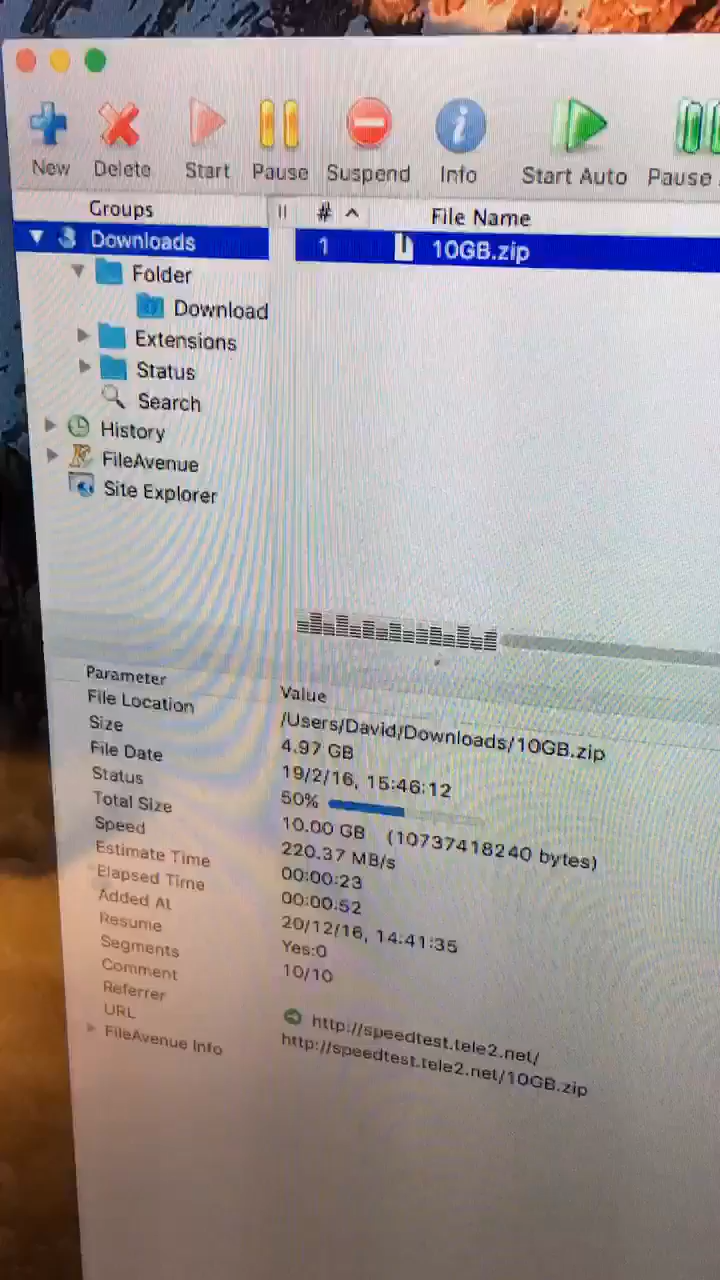 New Delete Start Pause Suspend Info Start Auto Pause
Groups # File Name
Downloads 1 10GB.zip
Folder
Download
Extensions
Status
Search
History
FileAvenue
Site Explorer
Parameter Value
File Location /Users/David/Downloads/10GB.zip
Size 4.97 GB
File Date 19/2/16, 15:46:12
Status 50%
Total Size 10.00 GB (10737418240 bytes)
Speed 220.37 MB/s
Estimate Time 00:00:23
Elapsed Time 00:00:52
Added At 20/12/16, 14:41:35
Resume Yes:0
Segments 10/10
Comment
Referrer http://speedtest.tele2.net/
URL http://speedtest.tele2.net/10GB.zip
FileAvenue Info